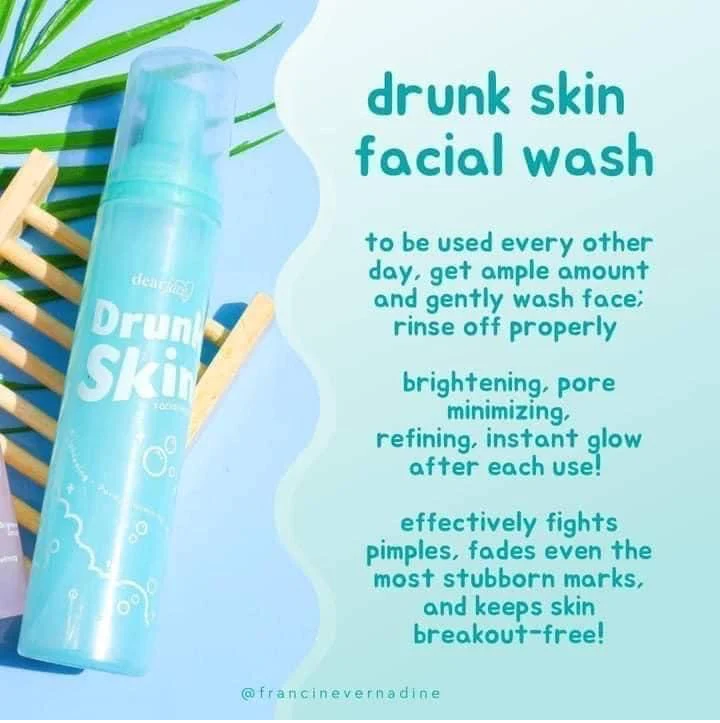 drunk skin
facial wash
to be used every other
day, get ample amount
and gently wash face;
rinse off properly
brightening, pore
minimizing,
refining, instant glow
after each use!
effectively fights
pimples, fades even the
most stubborn marks,
and keeps skin
breakout-free!
dear face
Drunk
Skin
@francinevernadine